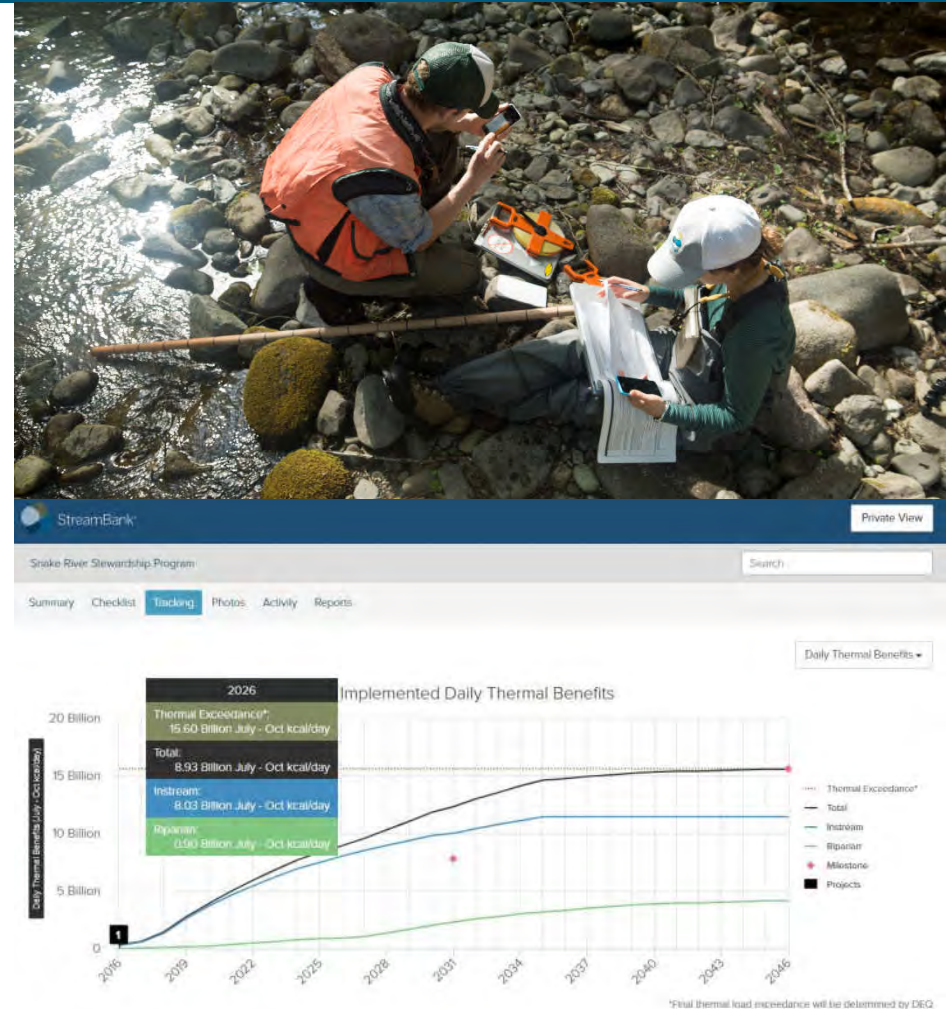 StreamBank
Private View
Snake River Stewardship Program
Search
Summary Checklist Tracking Photos Activity Reports
Daily Thermal Benefits
Implemented Daily Thermal Benefits
2026
Thermal Exceedance*:
15.60 Billion July - Oct kcal/day
Total:
8.93 Billion July - Oct kcal/day
Instream:
8.03 Billion July - Oct kcal/day
Riparian:
0.90 Billion July - Oct kcal/day
Daily Thermal Benefits (July - Oct kcal/day)
20 Billion
15 Billion
10 Billion
5 Billion
0
1
Thermal Exceedance*
Total
Instream
Riparian
Milestone
Projects
2016 2019 2022 2025 2028 2031 2034 2037 2040 2043 2046
*Final thermal load exceedance will be determined by DEQ